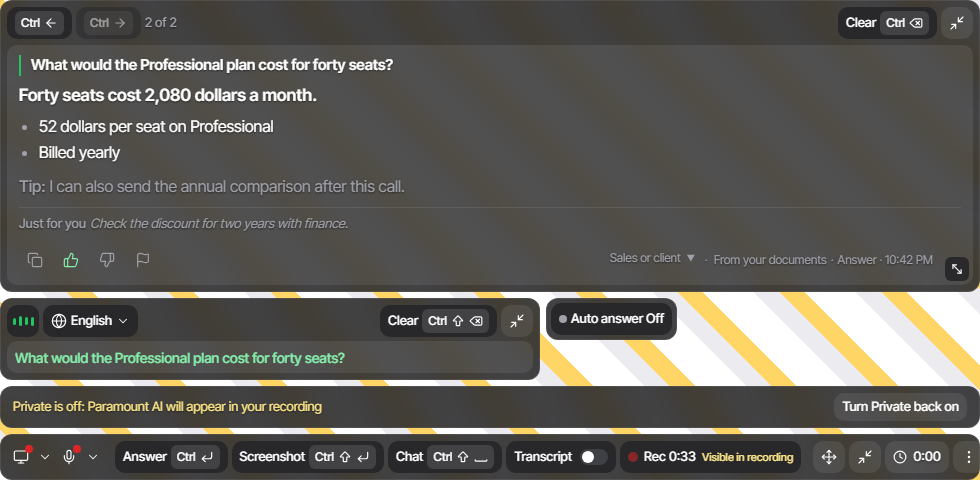 Ctrl ← Ctrl → 2 of 2 Clear Ctrl ⌫
What would the Professional plan cost for forty seats?
Forty seats cost 2,080 dollars a month.
• 52 dollars per seat on Professional
• Billed yearly
Tip: I can also send the annual comparison after this call.
Just for you Check the discount for two years with finance.
Sales or client ▼ · From your documents · Answer · 10:42 PM
English Clear Ctrl ⇧ ⌫
Auto answer Off
What would the Professional plan cost for forty seats?
Private is off: Paramount AI will appear in your recording Turn Private back on
Answer Ctrl ↵ Screenshot Ctrl ⇧ ↵ Chat Ctrl ⇧ ⎵ Transcript Rec 0:33 Visible in recording 0:00